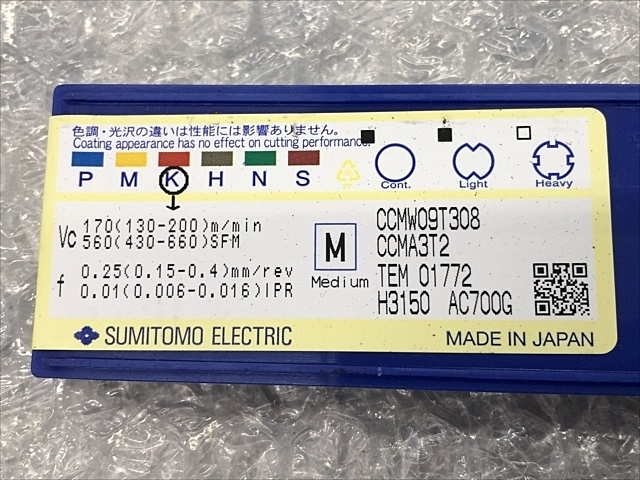 色調・光沢の違いは性能には影響ありません。
Coating appearance has no effect on cutting performance.
P M K H N S
Cont. Light Heavy
Vc 170(130-200)m/min
560(430-660)SFM
f 0.25(0.15-0.4)mm/rev
0.01(0.006-0.016)IPR
M
Medium
CCMW09T308
CCMA3T2
TEM 01772
H3150 AC700G
SUMITOMO ELECTRIC
MADE IN JAPAN